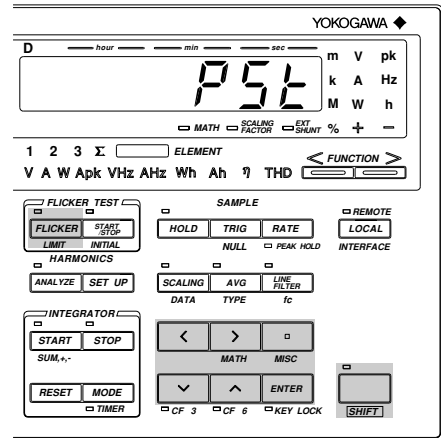 YOKOGAWA
D hour min sec m V pk
PSt k A Hz
M W h
MATH SCALING FACTOR EXT SHUNT % + −
1 2 3 Σ ELEMENT
V A W Apk VHz AHz Wh Ah η THD < FUNCTION >
FLICKER TEST SAMPLE REMOTE
FLICKER START /STOP HOLD TRIG RATE LOCAL
LIMIT INITIAL NULL PEAK HOLD INTERFACE
HARMONICS
ANALYZE SET UP SCALING AVG LINE FILTER
DATA TYPE fc
INTEGRATOR
START STOP < >
SUM,+,- MATH MISC
RESET MODE ENTER
TIMER CF 3 CF 6 KEY LOCK SHIFT